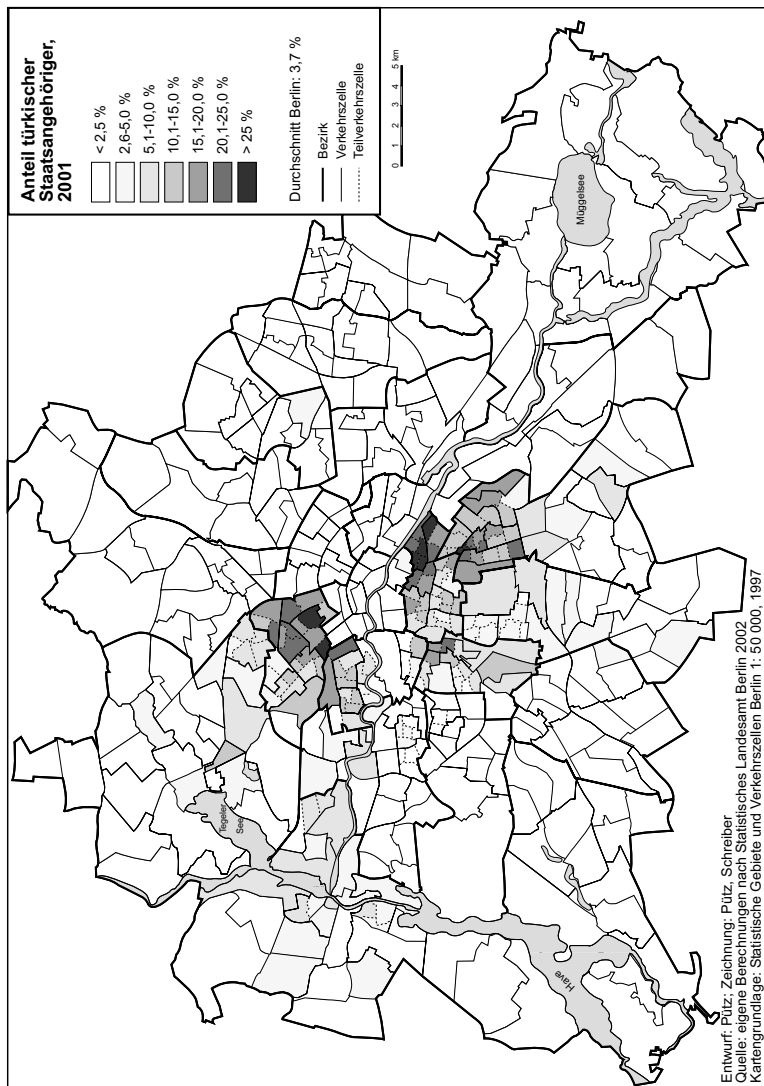 Anteil türkischer
Staatsangehöriger,
2001
< 2,5 %
2,6-5,0 %
5,1-10,0 %
10,1-15,0 %
15,1-20,0 %
20,1-25,0 %
> 25 %
Durchschnitt Berlin: 3,7 %
Bezirk
Verkehrszelle
Teilverkehrszelle
0 1 2 3 4 5 km
Tegeler
See
Müggelsee
Have
Entwurf: Pütz; Zeichnung: Pütz, Schreiber
Quelle: eigene Berechnungen nach Statistisches Landesamt Berlin 2002
Kartengrundlage: Statistische Gebiete und Verkehrszellen Berlin 1: 50 000, 1997